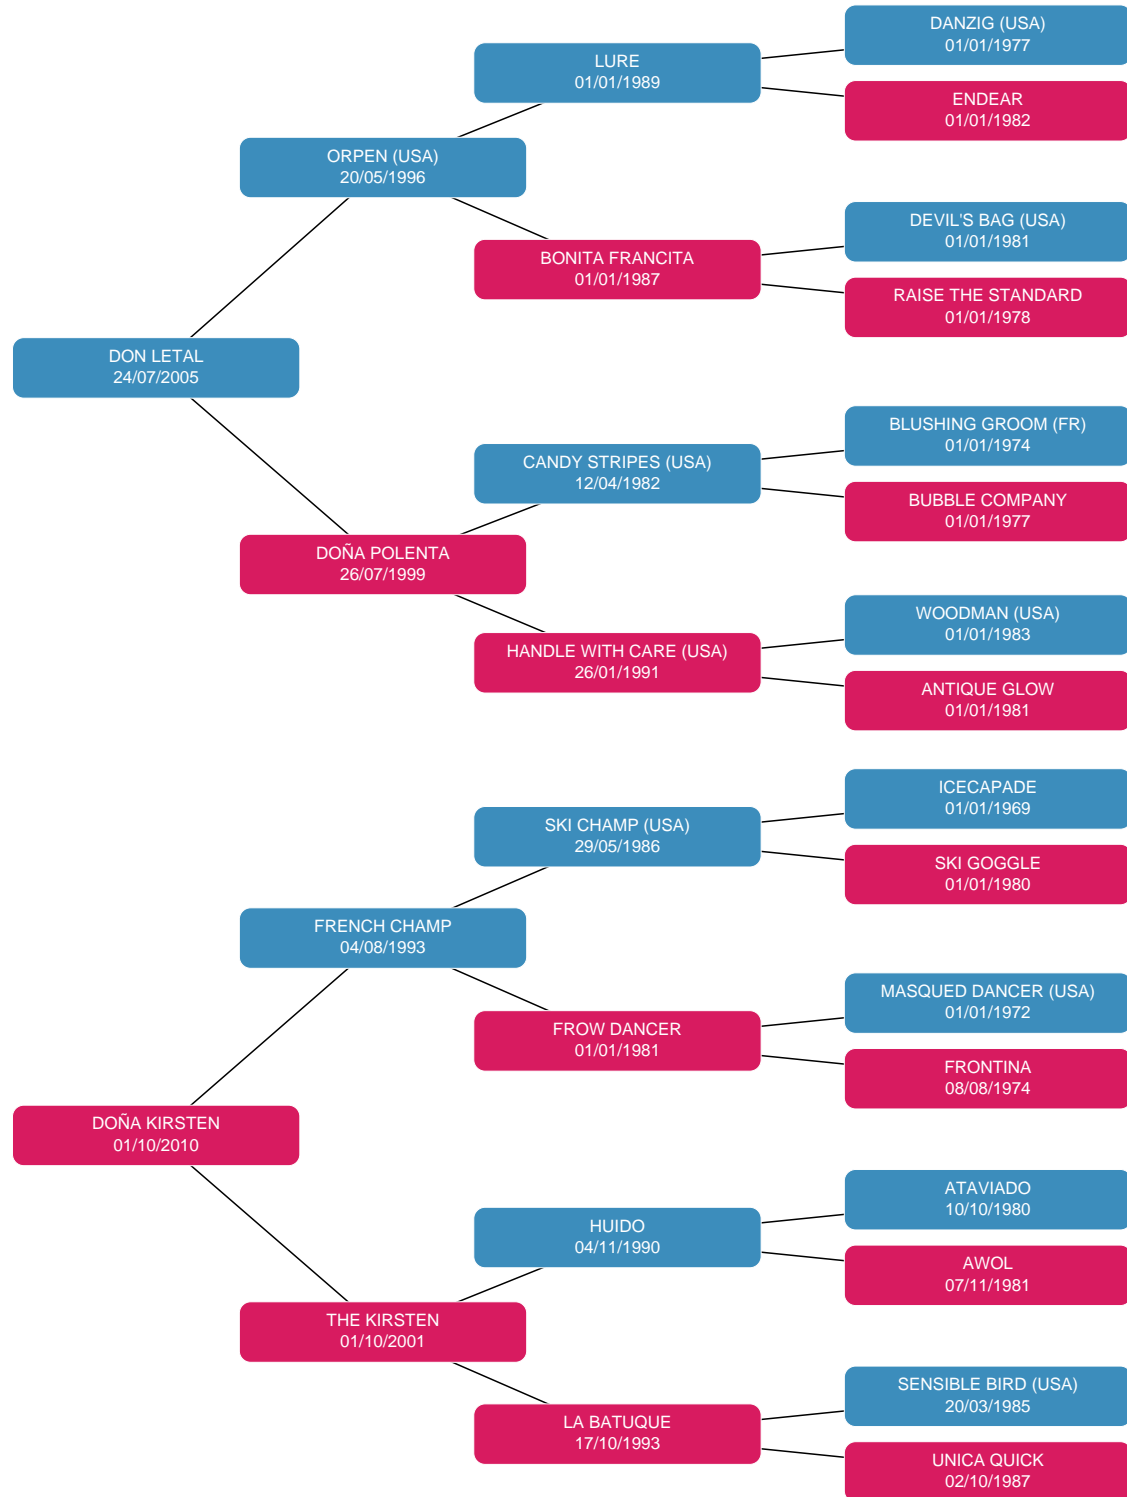 DANZIG (USA)
01/01/1977
LURE
01/01/1989
ENDEAR
01/01/1982
ORPEN (USA)
20/05/1996
DEVIL'S BAG (USA)
01/01/1981
BONITA FRANCITA
01/01/1987
RAISE THE STANDARD
01/01/1978
DON LETAL
24/07/2005
BLUSHING GROOM (FR)
01/01/1974
CANDY STRIPES (USA)
12/04/1982
BUBBLE COMPANY
01/01/1977
DOÑA POLENTA
26/07/1999
WOODMAN (USA)
01/01/1983
HANDLE WITH CARE (USA)
26/01/1991
ANTIQUE GLOW
01/01/1981
ICECAPADE
01/01/1969
SKI CHAMP (USA)
29/05/1986
SKI GOGGLE
01/01/1980
FRENCH CHAMP
04/08/1993
MASQUED DANCER (USA)
01/01/1972
FROW DANCER
01/01/1981
FRONTINA
08/08/1974
DOÑA KIRSTEN
01/10/2010
ATAVIADO
10/10/1980
HUIDO
04/11/1990
AWOL
07/11/1981
THE KIRSTEN
01/10/2001
SENSIBLE BIRD (USA)
20/03/1985
LA BATUQUE
17/10/1993
UNICA QUICK
02/10/1987